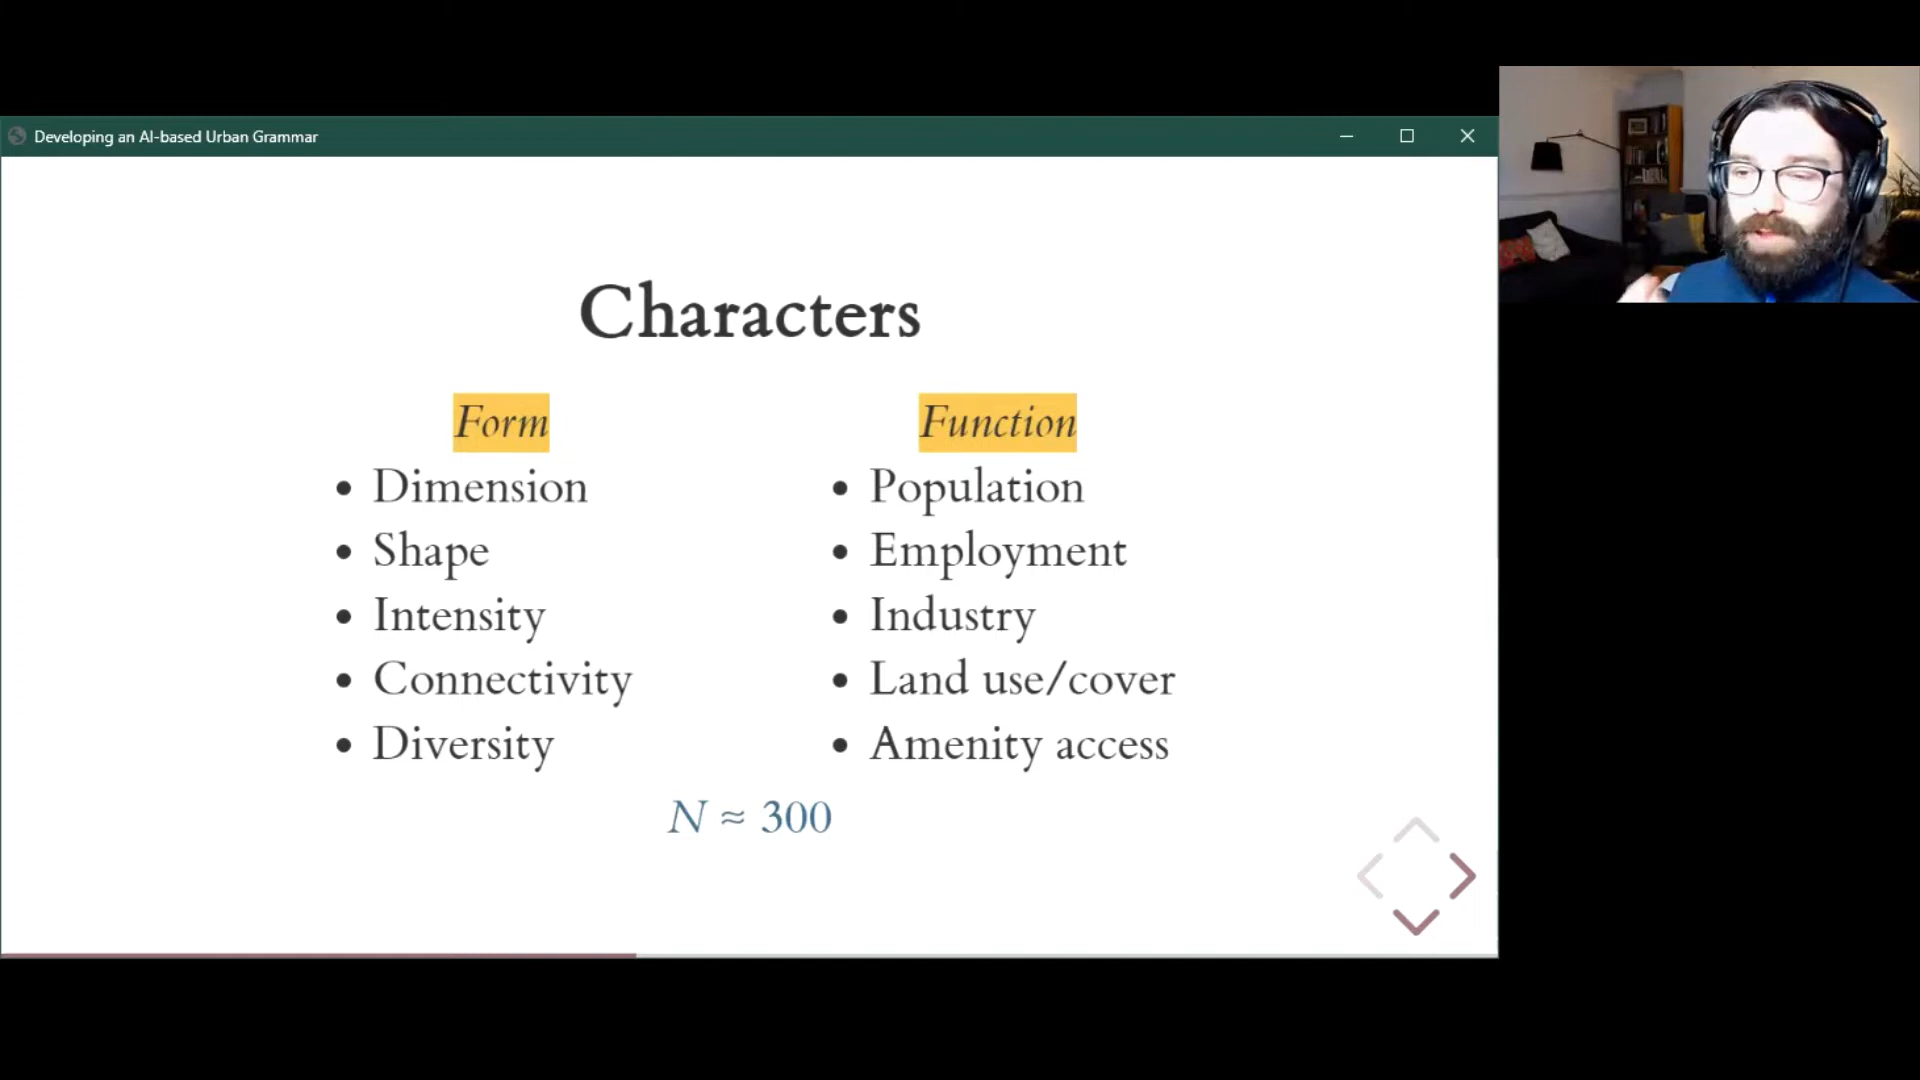 Developing an AI-based Urban Grammar
Characters
Form
Dimension
Shape
Intensity
Connectivity
Diversity
Function
Population
Employment
Industry
Land use/cover
Amenity access
N ≈ 300